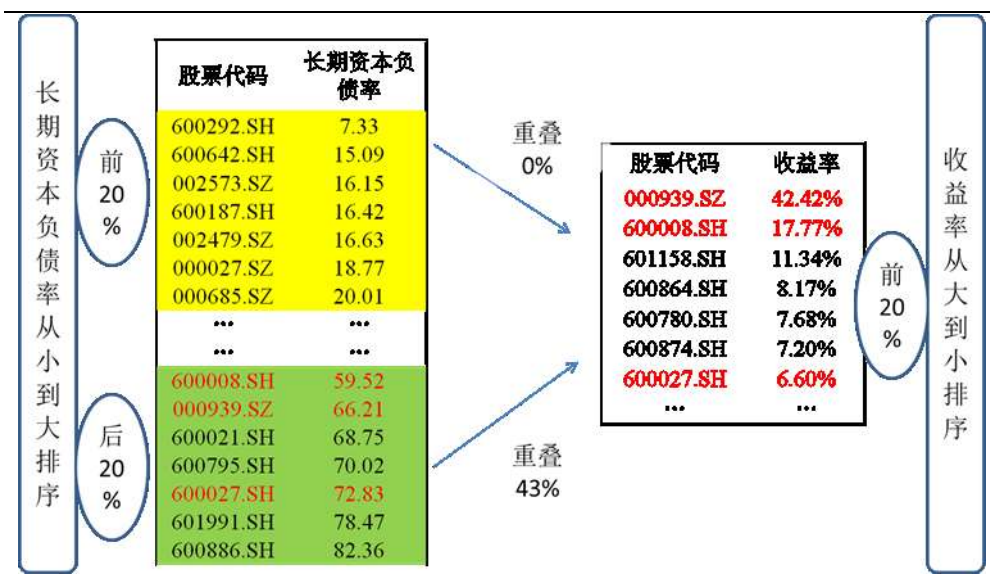 长期资本负债率从小到大排序
前
20
%
后
20
%
股票代码 长期资本负
债率
600292.SH 7.33
600642.SH 15.09
002573.SZ 16.15
600187.SH 16.42
002479.SZ 16.63
000027.SZ 18.77
000685.SZ 20.01
... ...
... ...
600008.SH 59.52
000939.SZ 66.21
600021.SH 68.75
600795.SH 70.02
600027.SH 72.83
601991.SH 78.47
600886.SH 82.36
重叠
0%
重叠
43%
股票代码 收益率
000939.SZ 42.42%
600008.SH 17.77%
601158.SH 11.34%
600864.SH 8.17%
600780.SH 7.68%
600874.SH 7.20%
600027.SH 6.60%
... ...
前
20
%
收益率从大到小排序